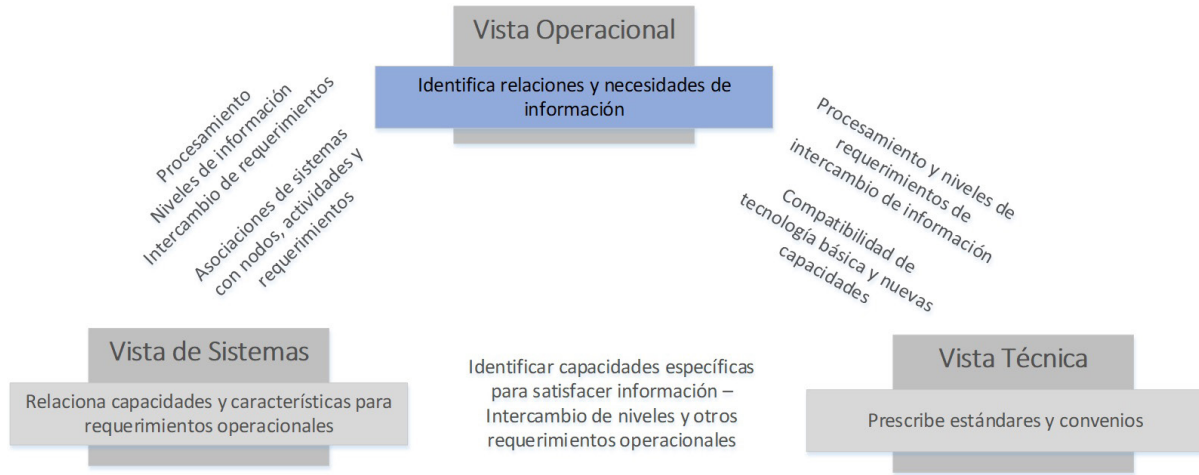 Vista Operacional
Identifica relaciones y necesidades de
información
Procesamiento
Niveles de información
Intercambio de requerimientos
Asociaciones de sistemas
con nodos, actividades y
requerimientos
Procesamiento y niveles de
requerimientos de
intercambio de información
Compatibilidad de
tecnología básica y nuevas
capacidades
Vista de Sistemas
Relaciona capacidades y características para
requerimientos operacionales
Identificar capacidades específicas
para satisfacer información –
Intercambio de niveles y otros
requerimientos operacionales
Vista Técnica
Prescribe estándares y convenios